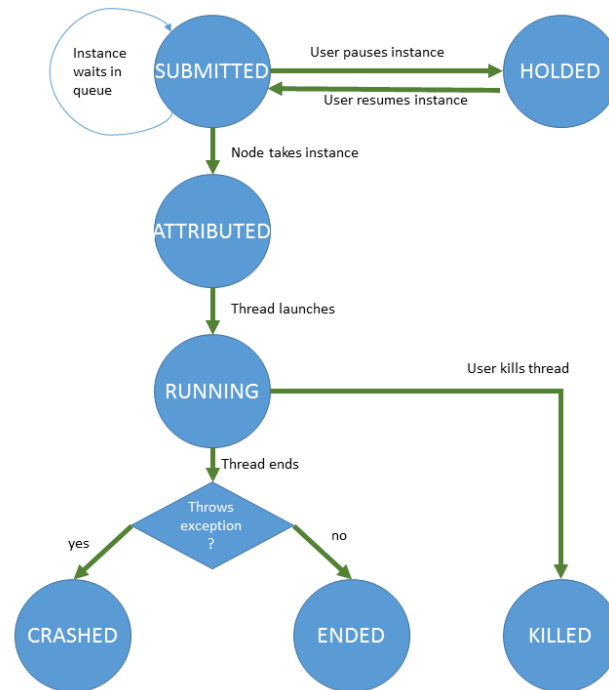 Instance
waits in
queue
SUBMITTED
User pauses instance
User resumes instance
HOLDED
Node takes instance
ATTRIBUTED
Thread launches
RUNNING
User kills thread
Thread ends
Throws
exception
?
yes
no
CRASHED
ENDED
KILLED